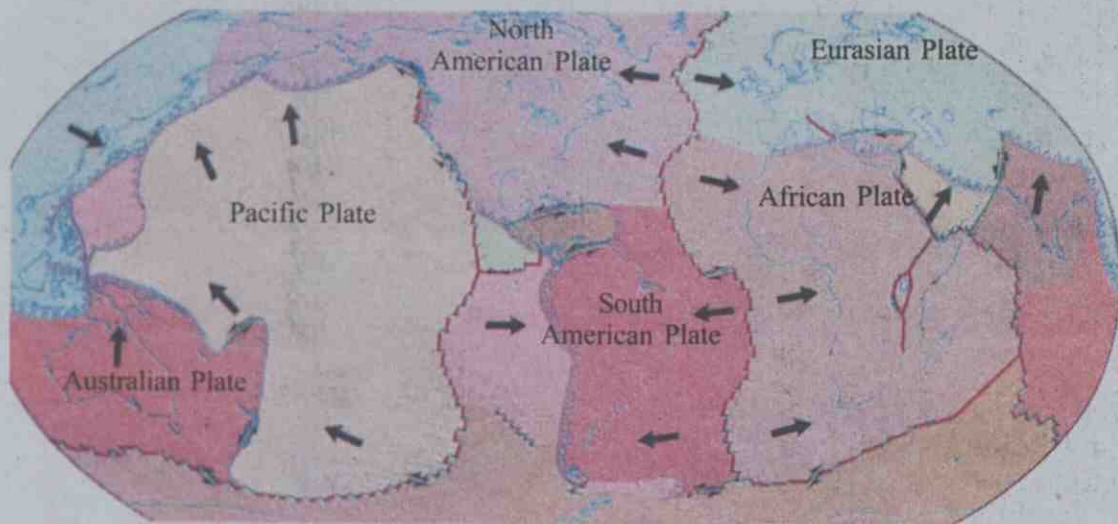 North
American Plate
Eurasian Plate
Pacific Plate
African Plate
South
American Plate
Australian Plate